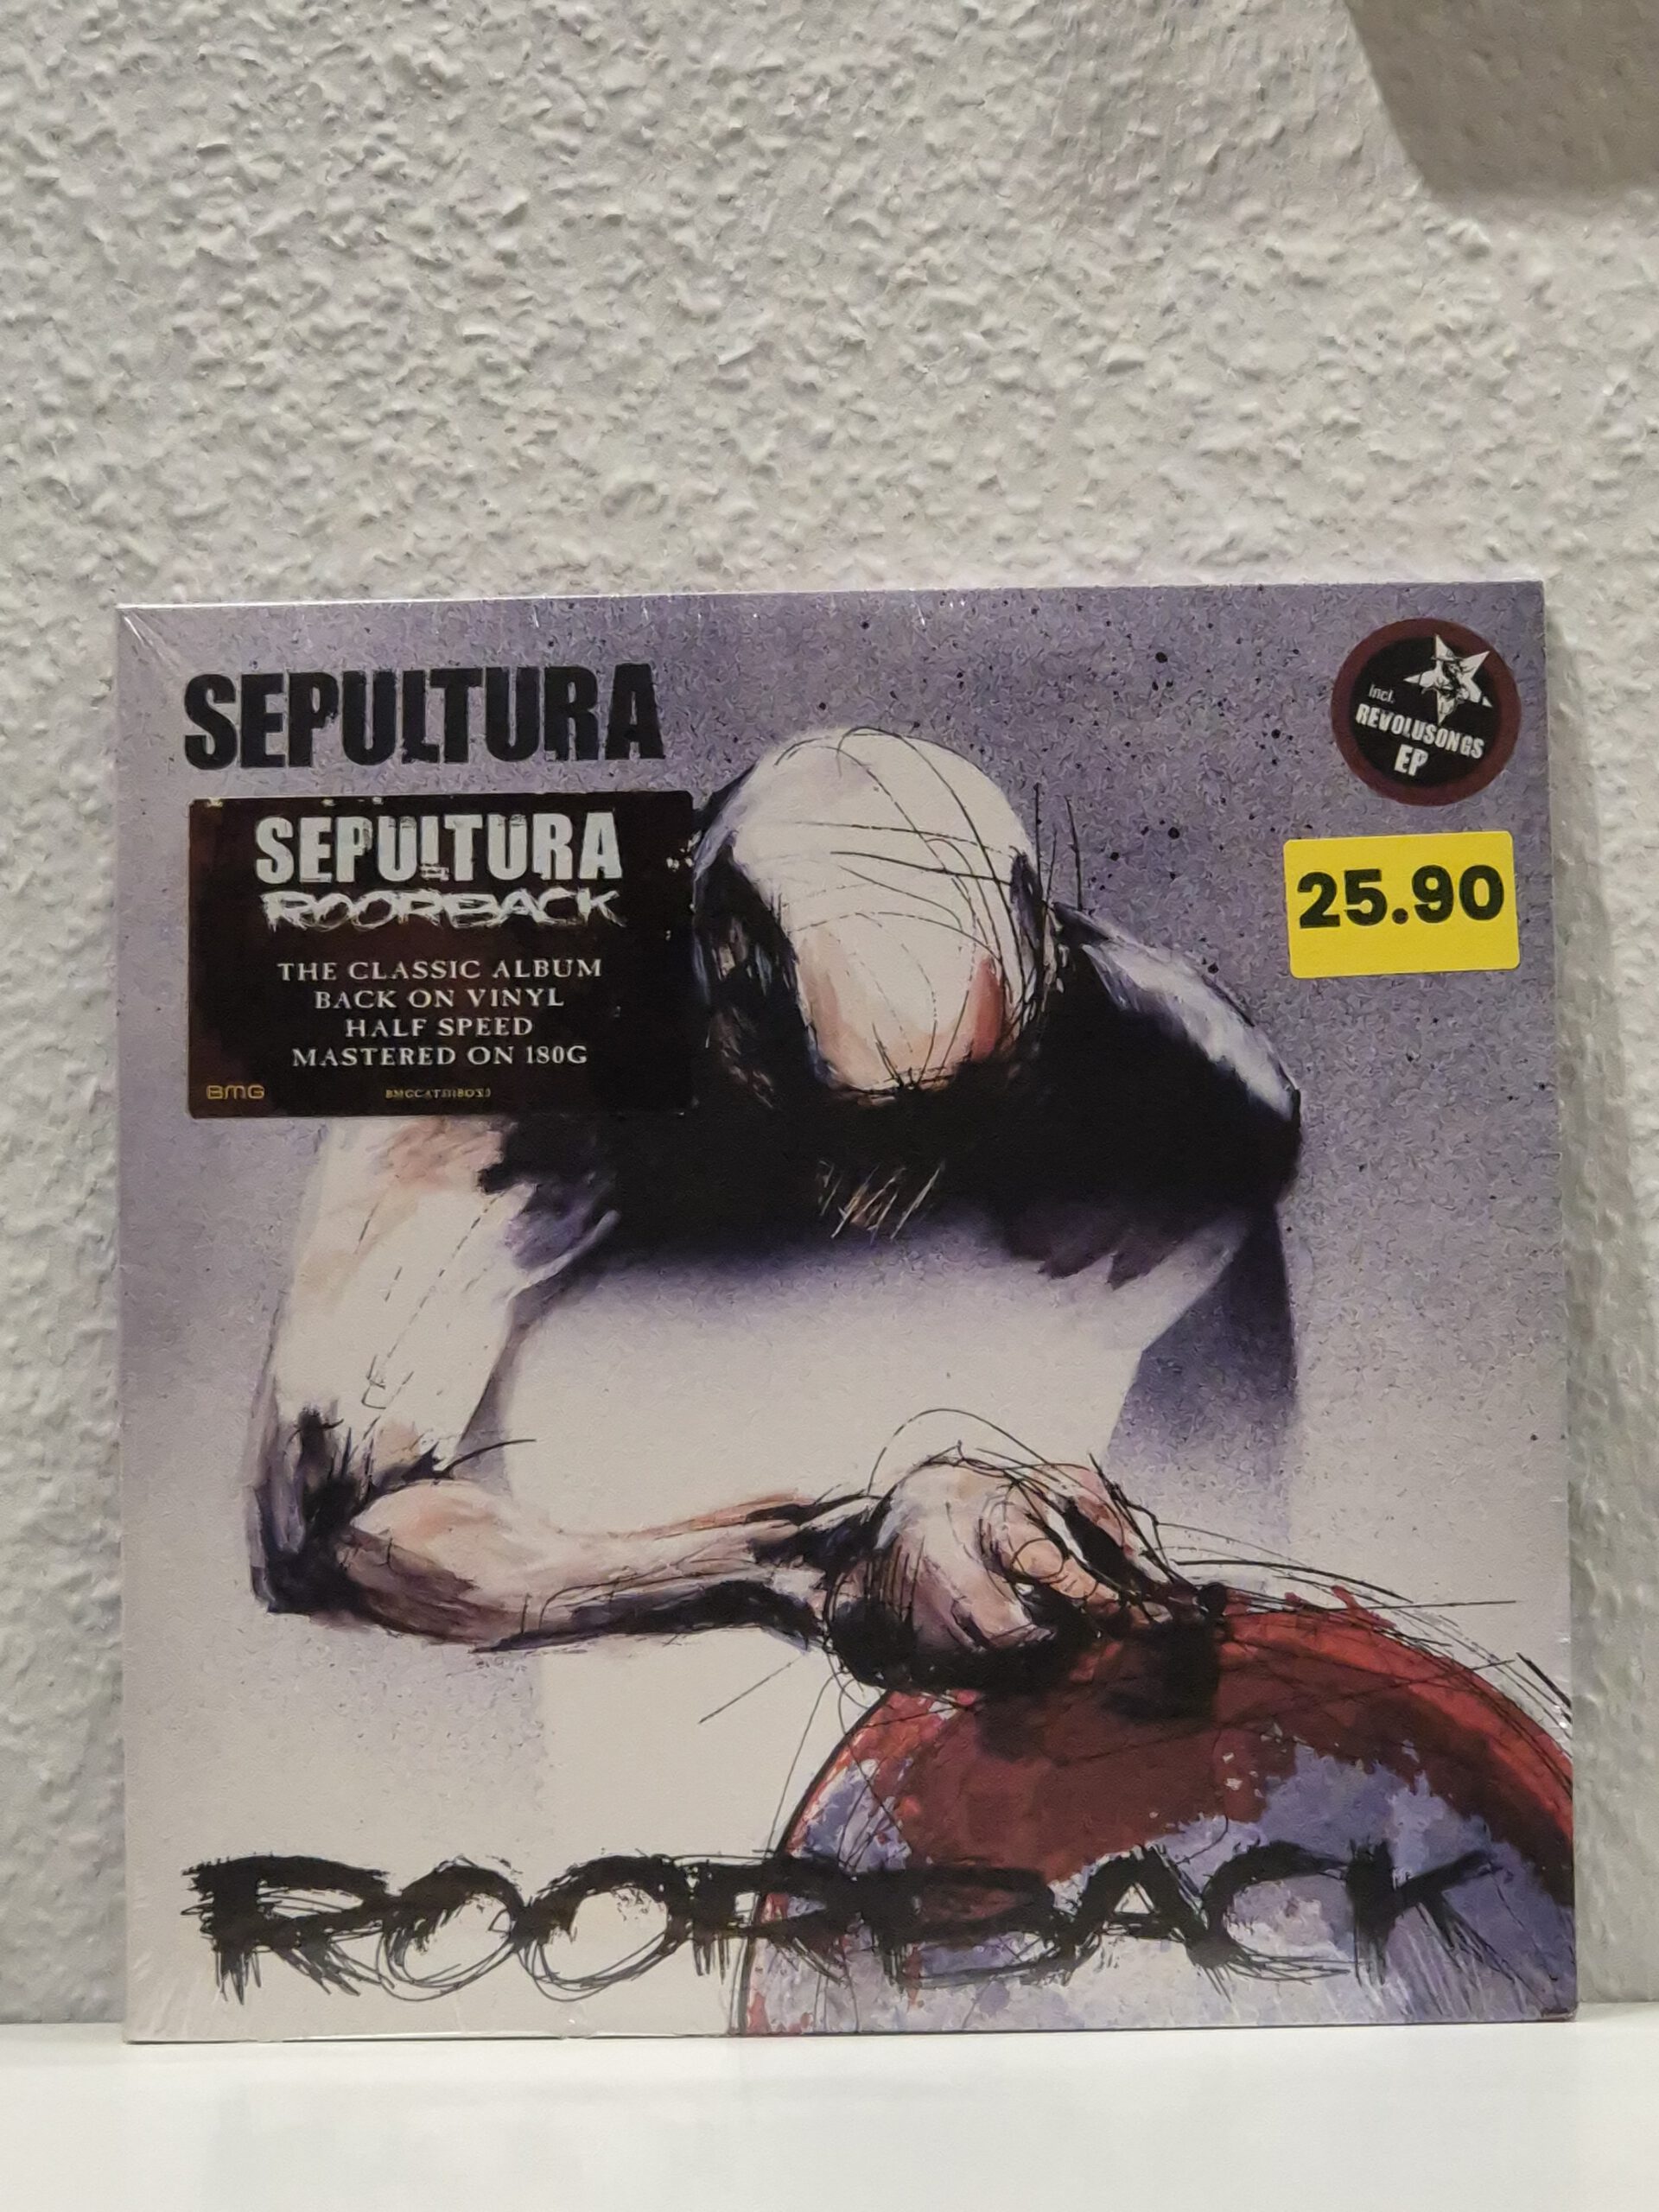 SEPULTURA
incl.
REVOLUSONGS
EP
SEPULTURA
ROORBACK
THE CLASSIC ALBUM
BACK ON VINYL
HALF SPEED
MASTERED ON 180G
BMG
25.90
ROORBACK